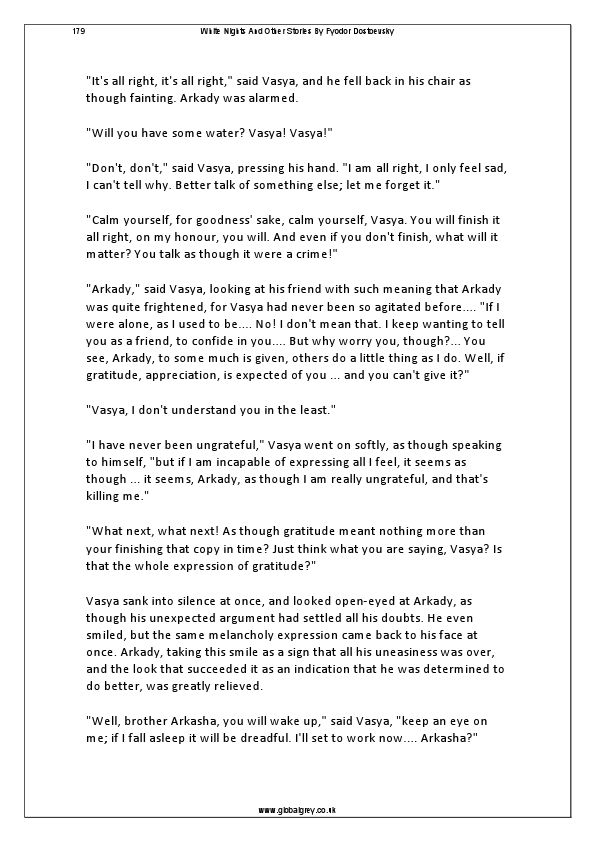 179 White Nights And Other Stories By Fyodor Dostoevsky
"It's all right, it's all right," said Vasya, and he fell back in his chair as
though fainting. Arkady was alarmed.
"Will you have some water? Vasya! Vasya!"
"Don't, don't," said Vasya, pressing his hand. "I am all right, I only feel sad,
I can't tell why. Better talk of something else; let me forget it."
"Calm yourself, for goodness' sake, calm yourself, Vasya. You will finish it
all right, on my honour, you will. And even if you don't finish, what will it
matter? You talk as though it were a crime!"
"Arkady," said Vasya, looking at his friend with such meaning that Arkady
was quite frightened, for Vasya had never been so agitated before.... "If I
were alone, as I used to be.... No! I don't mean that. I keep wanting to tell
you as a friend, to confide in you.... But why worry you, though?... You
see, Arkady, to some much is given, others do a little thing as I do. Well, if
gratitude, appreciation, is expected of you ... and you can't give it?"
"Vasya, I don't understand you in the least."
"I have never been ungrateful," Vasya went on softly, as though speaking
to himself, "but if I am incapable of expressing all I feel, it seems as
though ... it seems, Arkady, as though I am really ungrateful, and that's
killing me."
"What next, what next! As though gratitude meant nothing more than
your finishing that copy in time? Just think what you are saying, Vasya? Is
that the whole expression of gratitude?"
Vasya sank into silence at once, and looked open-eyed at Arkady, as
though his unexpected argument had settled all his doubts. He even
smiled, but the same melancholy expression came back to his face at
once. Arkady, taking this smile as a sign that all his uneasiness was over,
and the look that succeeded it as an indication that he was determined to
do better, was greatly relieved.
"Well, brother Arkasha, you will wake up," said Vasya, "keep an eye on
me; if I fall asleep it will be dreadful. I'll set to work now.... Arkasha?"
www.globalgrey.co.uk